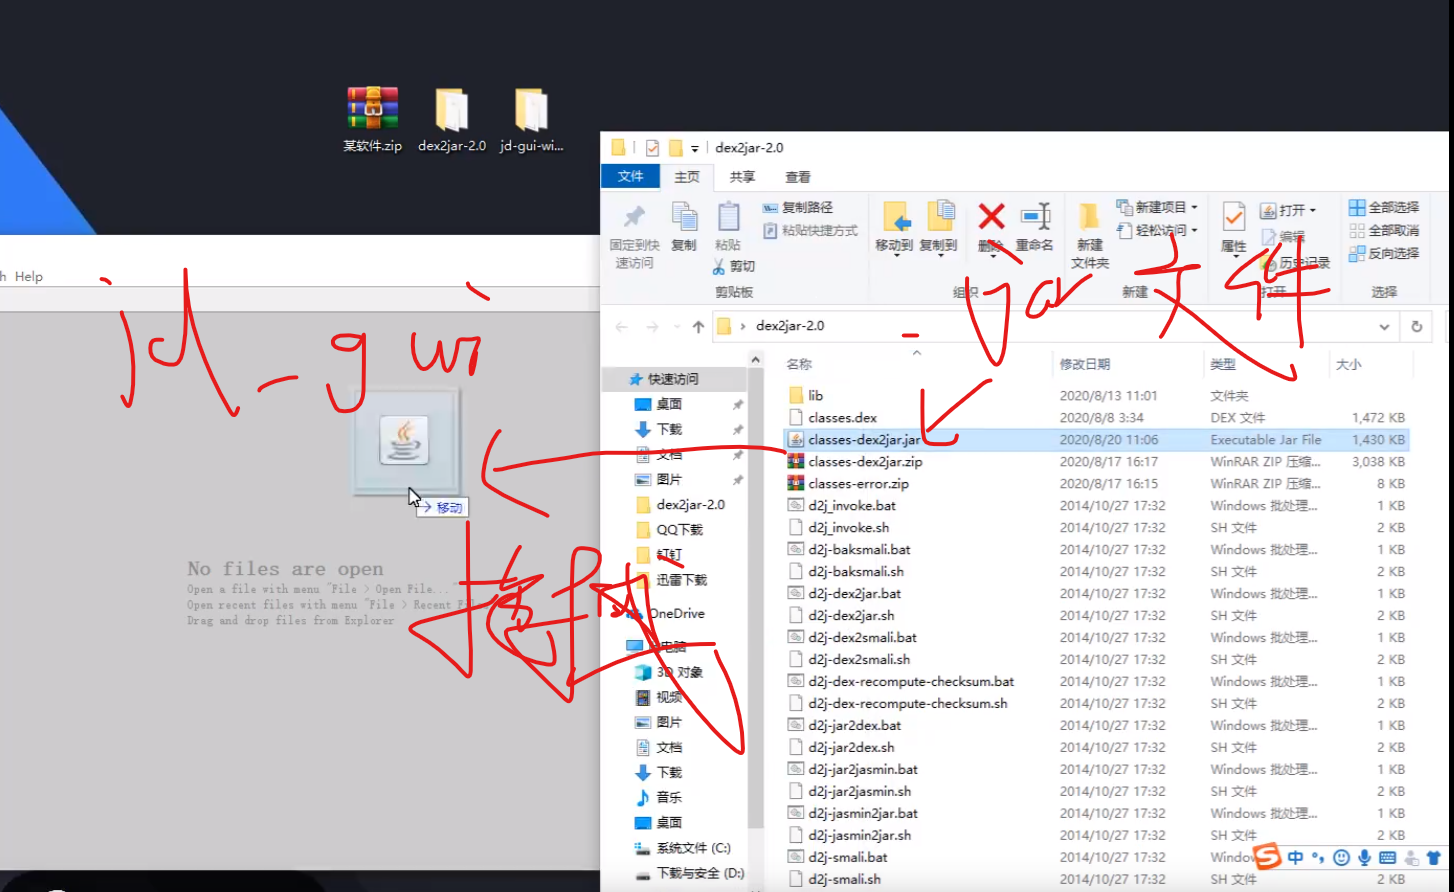 某软件.zip
dex2jar-2.0
jd-gui-wi...
dex2jar-2.0
文件
主页
共享
查看
固定到快
速访问
复制
粘贴
复制路径
粘贴快捷方式
剪切
剪贴板
移动到
复制到
删除
重命名
组织
新建
文件夹
新建项目
轻松访问
新建
属性
打开
编辑
历史记录
打开
全部选择
全部取消
反向选择
选择
h Help
jd_gui
jar文件
dex2jar-2.0
快速访问
桌面
下载
文档
图片
dex2jar-2.0
QQ下载
钉钉
迅雷下载
OneDrive
电脑
3D 对象
视频
图片
文档
下载
音乐
桌面
系统文件 (C:)
下载与安全 (D:)
名称 修改日期 类型 大小
lib 2020/8/13 11:01 文件夹
classes.dex 2020/8/8 3:34 DEX 文件 1,472 KB
classes-dex2jar.jar 2020/8/20 11:06 Executable Jar File 1,430 KB
classes-dex2jar.zip 2020/8/17 16:17 WinRAR ZIP 压缩... 3,038 KB
classes-error.zip 2020/8/17 16:15 WinRAR ZIP 压缩... 8 KB
d2j_invoke.bat 2014/10/27 17:32 Windows 批处理... 1 KB
d2j_invoke.sh 2014/10/27 17:32 SH 文件 2 KB
d2j-baksmali.bat 2014/10/27 17:32 Windows 批处理... 1 KB
d2j-baksmali.sh 2014/10/27 17:32 SH 文件 2 KB
d2j-dex2jar.bat 2014/10/27 17:32 Windows 批处理... 1 KB
d2j-dex2jar.sh 2014/10/27 17:32 SH 文件 2 KB
d2j-dex2smali.bat 2014/10/27 17:32 Windows 批处理... 1 KB
d2j-dex2smali.sh 2014/10/27 17:32 SH 文件 2 KB
d2j-dex-recompute-checksum.bat 2014/10/27 17:32 Windows 批处理... 1 KB
d2j-dex-recompute-checksum.sh 2014/10/27 17:32 SH 文件 2 KB
d2j-jar2dex.bat 2014/10/27 17:32 Windows 批处理... 1 KB
d2j-jar2dex.sh 2014/10/27 17:32 SH 文件 2 KB
d2j-jar2jasmin.bat 2014/10/27 17:32 Windows 批处理... 1 KB
d2j-jar2jasmin.sh 2014/10/27 17:32 SH 文件 2 KB
d2j-jasmin2jar.bat 2014/10/27 17:32 Windows 批处理... 1 KB
d2j-jasmin2jar.sh 2014/10/27 17:32 SH 文件 2 KB
d2j-smali.bat 2014/10/27 17:32 Windo
d2j-smali.sh 2014/10/27 17:32 SH 文件 2 KB
移动
No files are open
Open a file with menu "File > Open File..."
Open recent files with menu "File > Recent
Drag and drop files from Explorer
中